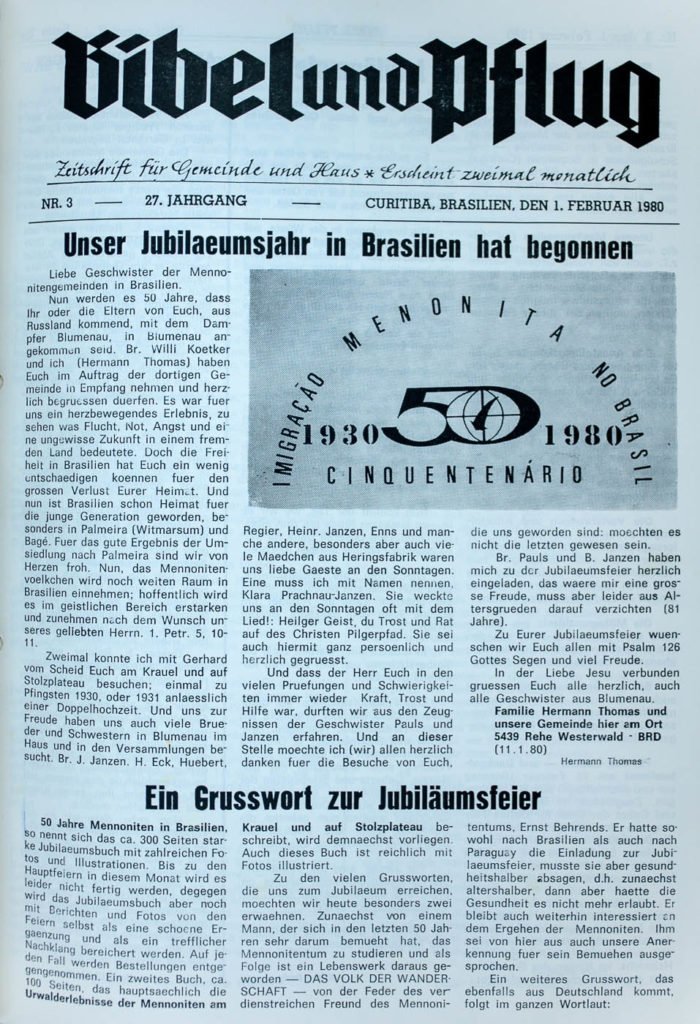 Bibel und Pflug
Zeitschrift für Gemeinde und Haus * Erscheint zweimal monatlich
NR. 3 — 27. JAHRGANG — CURITIBA, BRASILIEN, DEN 1. FEBRUAR 1980
Unser Jubilaeumsjahr in Brasilien hat begonnen
Liebe Geschwister der Menno-
nitengemeinden in Brasilien.
Nun werden es 50 Jahre, dass
Ihr oder die Eltern von Euch, aus
Russland kommend, mit dem Dam-
pfer Blumenau, in Blumenau an-
gekommen seid. Br. Willi Koetker
und ich (Hermann Thomas) haben
Euch im Auftrag der dortigen Ge-
meinde in Empfang nehmen und herz-
lich begruessen duerfen. Es war fuer
uns ein herzbewegendes Erlebnis, zu
sehen was Flucht, Not, Angst und ei-
ne ungewisse Zukunft in einem frem-
den Land bedeutete. Doch die Frei-
heit in Brasilien hat Euch ein wenig
entschaedigen koennen fuer den
grossen Verlust Eurer Heimat. Und
nun ist Brasilien schon Heimat fuer
die junge Generation geworden, be-
sonders in Palmeira (Witmarsum) und
Bagé. Fuer das gute Ergebnis der Um-
siedlung nach Palmeira sind wir von
Herzen froh. Nun, das Mennoniten-
voelkchen wird noch weiten Raum in
Brasilien einnehmen; hoffentlich wird
es im geistlichen Bereich erstarken
und zunehmen nach dem Wunsch un-
seres geliebten Herrn. 1. Petr. 5, 10-
11.
Zweimal konnte ich mit Gerhard
vom Scheid Euch am Krauel und auf
Stolzplateau besuchen; einmal zu
Pfingsten 1930, oder 1931 anlaesslich
einer Doppelhochzeit. Und uns zur
Freude haben uns auch viele Brue-
der und Schwestern in Blumenau im
Haus und in den Versammlungen be-
sucht. Br. J. Janzen. H. Eck, Huebert,
IMIGRAÇÃO MENONITA NO BRASIL
1930 50 1980
CINQUENTENÁRIO
Regier, Heinr. Janzen, Enns und man-
che andere, besonders aber auch vie-
le Maedchen aus Heringsfabrik waren
uns liebe Gaeste an den Sonntagen.
Eine muss ich mit Namen nennen,
Klara Prachnau-Janzen. Sie weckte
uns an den Sonntagen oft mit dem
Lied!: Heilger Geist, du Trost und Rat
auf des Christen Pilgerpfad. Sie sei
auch hiermit ganz persoenlich und
herzlich gegruesst.
Und dass der Herr Euch in den
vielen Pruefungen und Schwierigkei-
ten immer wieder Kraft, Trost und
Hilfe war, durften wir aus den Zeug-
nissen der Geschwister Pauls und
Janzen erfahren. Und an dieser
Stelle moechte ich (wir) allen herzlich
danken fuer die Besuche von Euch,
die uns geworden sind: moechten es
nicht die letzten gewesen sein.
Br. Pauls und B. Janzen haben
mich zu der Jubilaeumsfeier herzlich
eingeladen, das waere mir eine gros-
se Freude, muss aber leider aus Al-
tersgrueden darauf verzichten (81
Jahre).
Zu Eurer Jubilaeumsfeier wuen-
schen wir Euch allen mit Psalm 126
Gottes Segen und viel Freude.
In der Liebe Jesu verbunden
gruessen Euch alle herzlich, auch
alle Geschwister aus Blumenau.
Familie Hermann Thomas und
unsere Gemeinde hier am Ort
5439 Rehe Westerwald - BRD
(11.1.80)
Hermann Thomas
Ein Grusswort zur Jubiläumsfeier
50 Jahre Mennoniten in Brasilien,
so nennt sich das ca. 300 Seiten star-
ke Jubilaeumsbuch mit zahlreichen Fo-
tos und Illustrationen. Bis zu den
Hauptfeiern in diesem Monat wird es
leider nicht fertig werden, degegen
wird das Jubilaeumsbuch aber noch
mit Berichten und Fotos von den
Feiern selbst als eine schoene Er-
gaenzung und als ein trefflicher
Nachklang bereichert werden. Auf je-
den Fall werden Bestellungen entge-
gengenommen. Ein zweites Buch, ca.
100 Seiten, das hauptsaechlich die
Urwalderlebnisse der Mennoniten am
Krauel und auf Stolzplateau be-
schreibt, wird demnaechst vorliegen.
Auch dieses Buch ist reichlich mit
Fotos illustriert.
Zu den vielen Grussworten,
die uns zum Jubilaeum erreichen,
moechten wir heute besonders zwei
erwaehnen. Zunaechst von einem
Mann, der sich in den letzten 50 Jah-
ren sehr darum bemueht hat, das
Mennonitentum zu studieren und als
Folge ist ein Lebenswerk daraus ge-
worden — DAS VOLK DER WANDER-
SCHAFT — von der Feder des ver-
dienstreichen Freund des Mennoni-
tentums, Ernst Behrends. Er hatte so-
wohl nach Brasilien als auch nach
Paraguay die Einladung zur Jubi-
laeumsfeier, musste sie aber gesund-
heitshalber absagen, d.h. zunaechst
altershalber, dann aber haette die
Gesundheit es nicht mehr erlaubt. Er
bleibt auch weiterhin interessiert an
dem Ergehen der Mennoniten. Ihm
sei von hier aus auch unsere Aner-
kennung fuer sein Bemuehen ausge-
sprochen.
Ein weiteres Grusswort, das
ebenfalls aus Deutschland kommt,
folgt im ganzen Wortlaut: